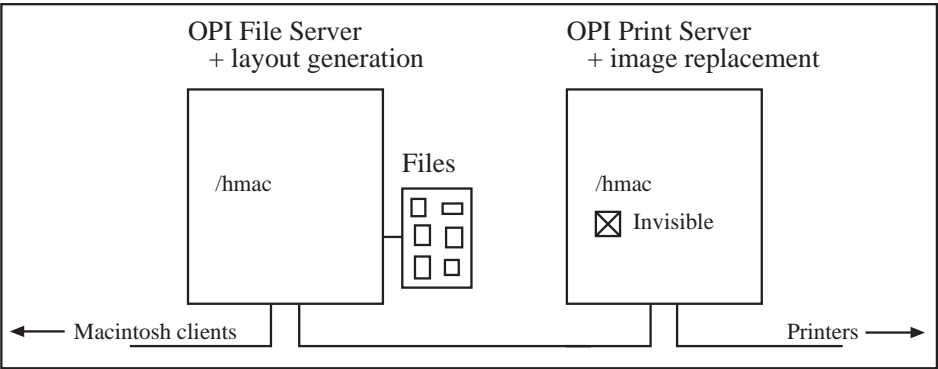 OPI File Server
+ layout generation
OPI Print Server
+ image replacement
Files
/hmac
/hmac
Invisible
Macintosh clients
Printers